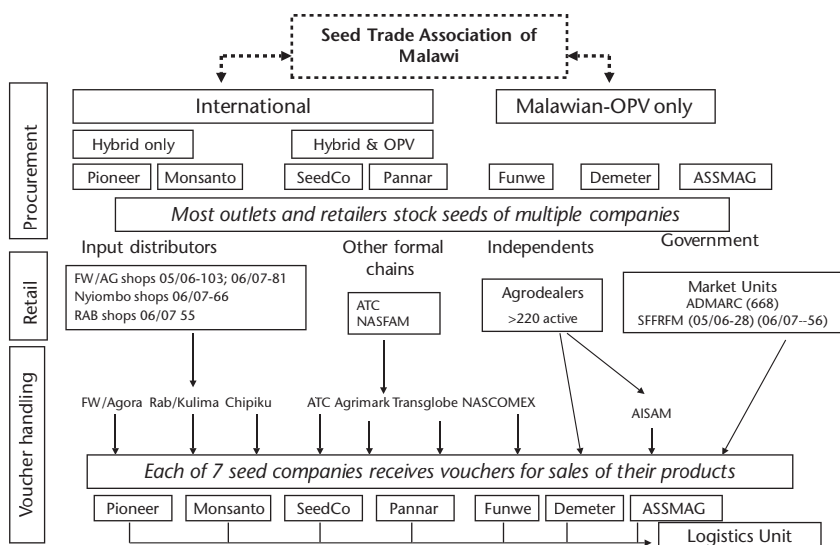 Seed Trade Association of
Malawi
Procurement
International
Malawian-OPV only
Hybrid only
Hybrid & OPV
Pioneer
Monsanto
SeedCo
Pannar
Funwe
Demeter
ASSMAG
Most outlets and retailers stock seeds of multiple companies
Retail
Input distributors
Other formal
chains
Independents
Government
FW/AG shops 05/06-103; 06/07-81
Nyiombo shops 06/07-66
RAB shops 06/07 55
ATC
NASFAM
Agrodealers
>220 active
Market Units
ADMARC (668)
SFFRFM (05/06-28) (06/07--56)
Voucher handling
FW/Agora Rab/Kulima Chipiku
ATC Agrimark Transglobe NASCOMEX
AISAM
Each of 7 seed companies receives vouchers for sales of their products
Pioneer
Monsanto
SeedCo
Pannar
Funwe
Demeter
ASSMAG
Logistics Unit